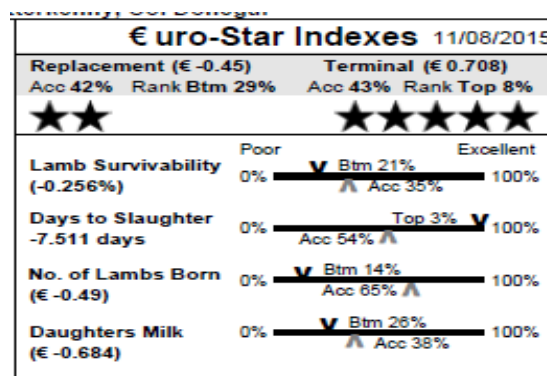 Letterkenny, Co. Donegal
€uro-Star Indexes 11/08/2015
Replacement (€ -0.45) Terminal (€ 0.708)
Acc 42% Rank Btm 29% Acc 43% Rank Top 8%
Poor Excellent
Lamb Survivability 0% Btm 21% 100%
(-0.256%) Acc 35%
Days to Slaughter 0% Top 3% 100%
-7.511 days Acc 54%
No. of Lambs Born 0% Btm 14% 100%
(€ -0.49) Acc 65%
Daughters Milk 0% Btm 26% 100%
(€ -0.684) Acc 38%